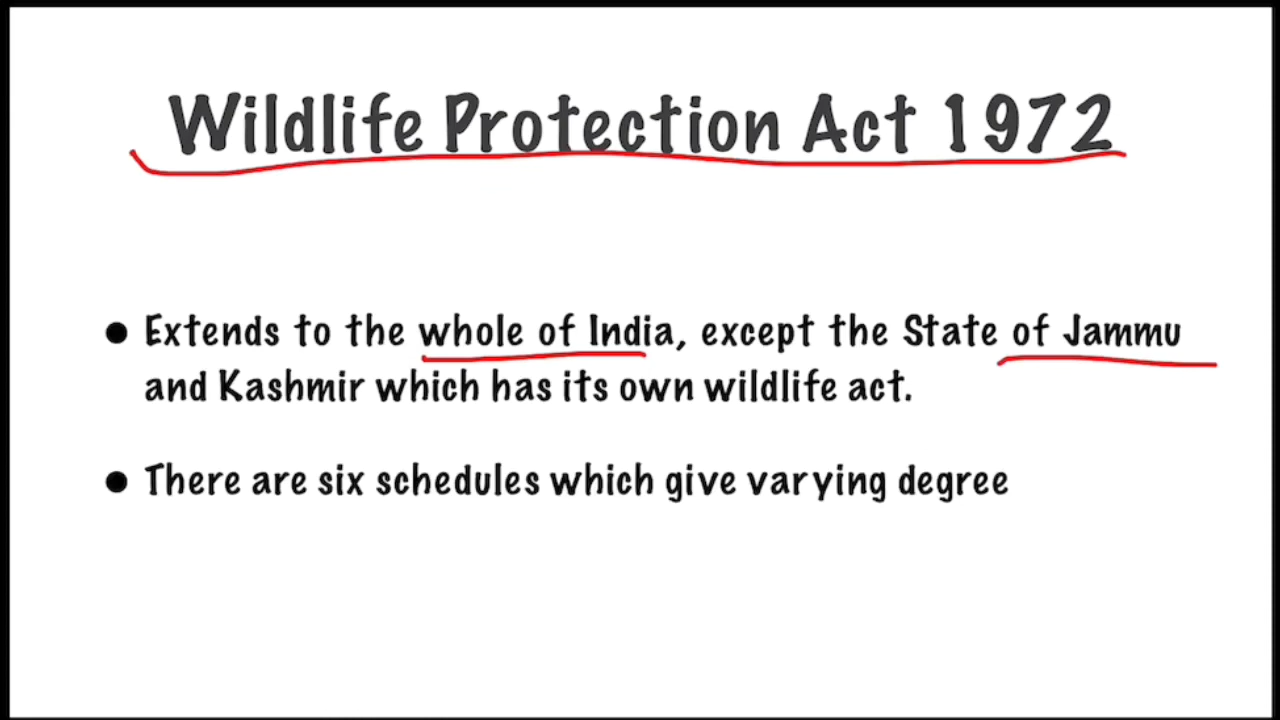 Wildlife Protection Act 1972
● Extends to the whole of India, except the State of Jammu
and Kashmir which has its own wildlife act.
● There are six schedules which give varying degree